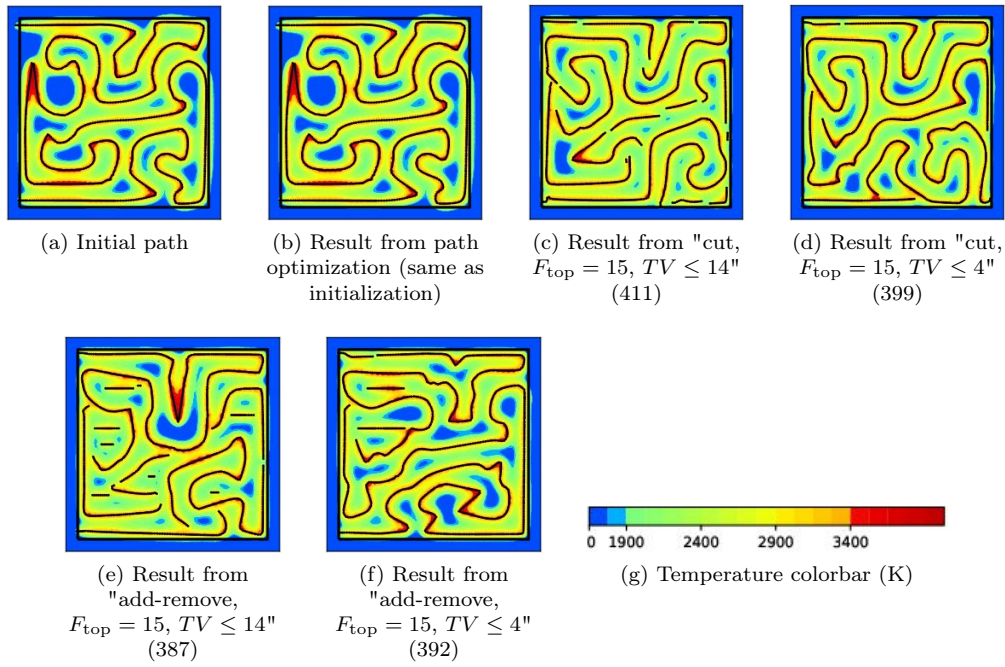 (a) Initial path
(b) Result from path
optimization (same as
initialization)
(c) Result from "cut,
F_top = 15, TV ≤ 14"
(411)
(d) Result from "cut,
F_top = 15, TV ≤ 4"
(399)
0 1900 2400 2900 3400
(e) Result from
"add-remove,
F_top = 15, TV ≤ 14"
(387)
(f) Result from
"add-remove,
F_top = 15, TV ≤ 4"
(392)
(g) Temperature colorbar (K)